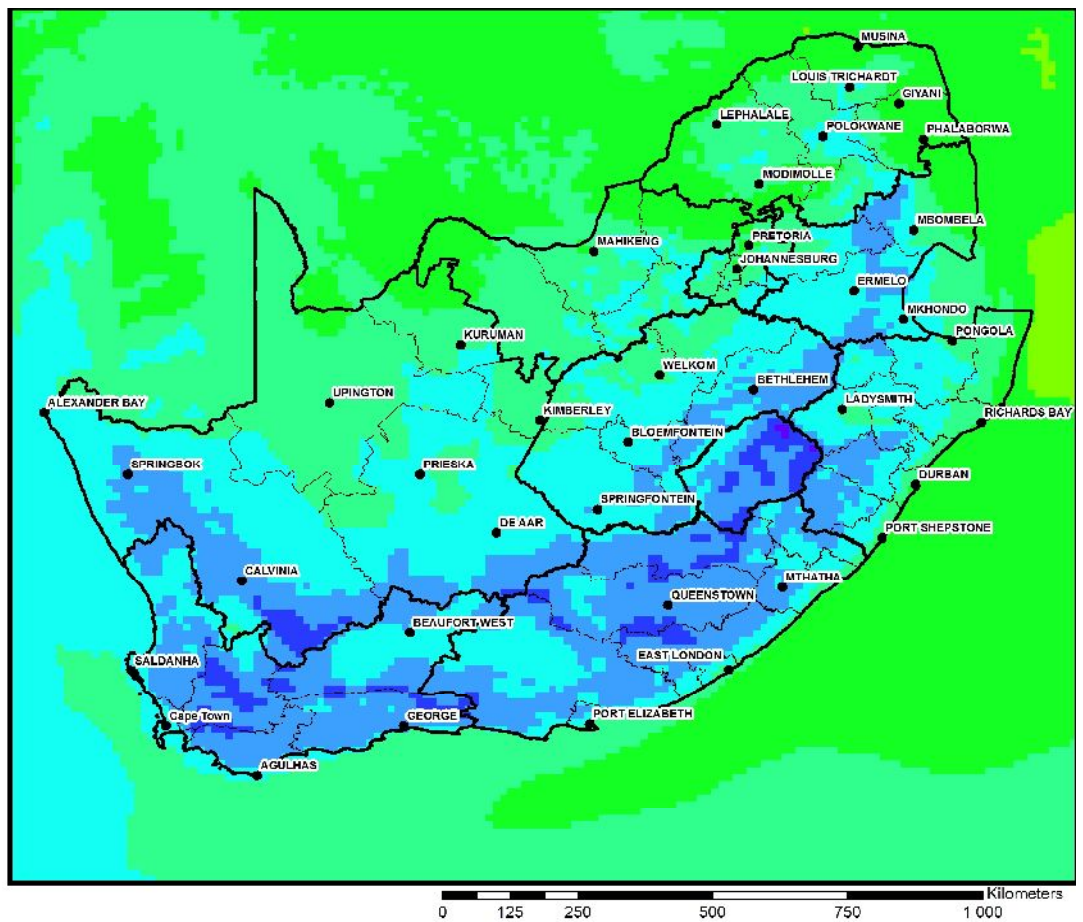 MUSINA
LOUIS TRICHARDT
GIYANI
LEPHALALE
POLOKWANE
PHALABORWA
MODIMOLLE
MBOMBELA
PRETORIA
MAHIKENG
JOHANNESBURG
ERMELO
MKHONDO
PONGOLA
KURUMAN
WELKOM
BETHLEHEM
UPINGTON
ALEXANDER BAY
LADYSMITH
RICHARDS BAY
KIMBERLEY
BLOEMFONTEIN
SPRINGBOK
PRIESKA
DURBAN
SPRINGFONTEIN
DE AAR
PORT SHEPSTONE
CALVINIA
MTHATHA
QUEENSTOWN
BEAUFORT WEST
EAST LONDON
SALDANHA
Cape Town
GEORGE
PORT ELIZABETH
AGULHAS
Kilometers
0 125 250 500 750 1 000